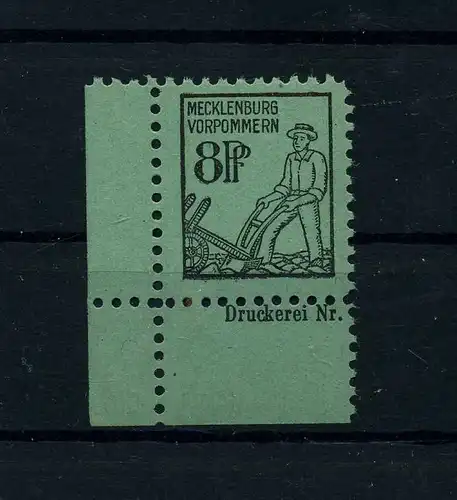 MECKLENBURG
VORPOMMERN
8Pf
Druckerei Nr.